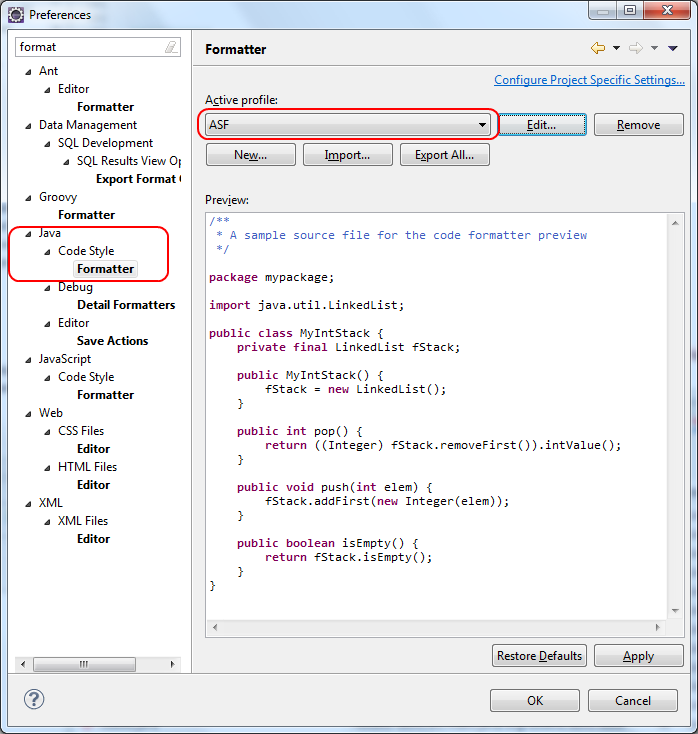 Preferences
format
Ant
Editor
Formatter
Data Management
SQL Development
SQL Results View Op
Export Format
Groovy
Formatter
Java
Code Style
Formatter
Debug
Detail Formatters
Editor
Save Actions
JavaScript
Code Style
Formatter
Web
CSS Files
Editor
HTML Files
Editor
XML
XML Files
Editor
Formatter
Configure Project Specific Settings...
Active profile:
ASF
Edit...
Remove
New...
Import...
Export All...
Preview:
/**
 * A sample source file for the code formatter preview
 */
package mypackage;
import java.util.LinkedList;
public class MyIntStack {
    private final LinkedList fStack;
    public MyIntStack() {
        fStack = new LinkedList();
    }
    public int pop() {
        return ((Integer) fStack.removeFirst()).intValue();
    }
    public void push(int elem) {
        fStack.addFirst(new Integer(elem));
    }
    public boolean isEmpty() {
        return fStack.isEmpty();
    }
}
Restore Defaults
Apply
?
OK
Cancel